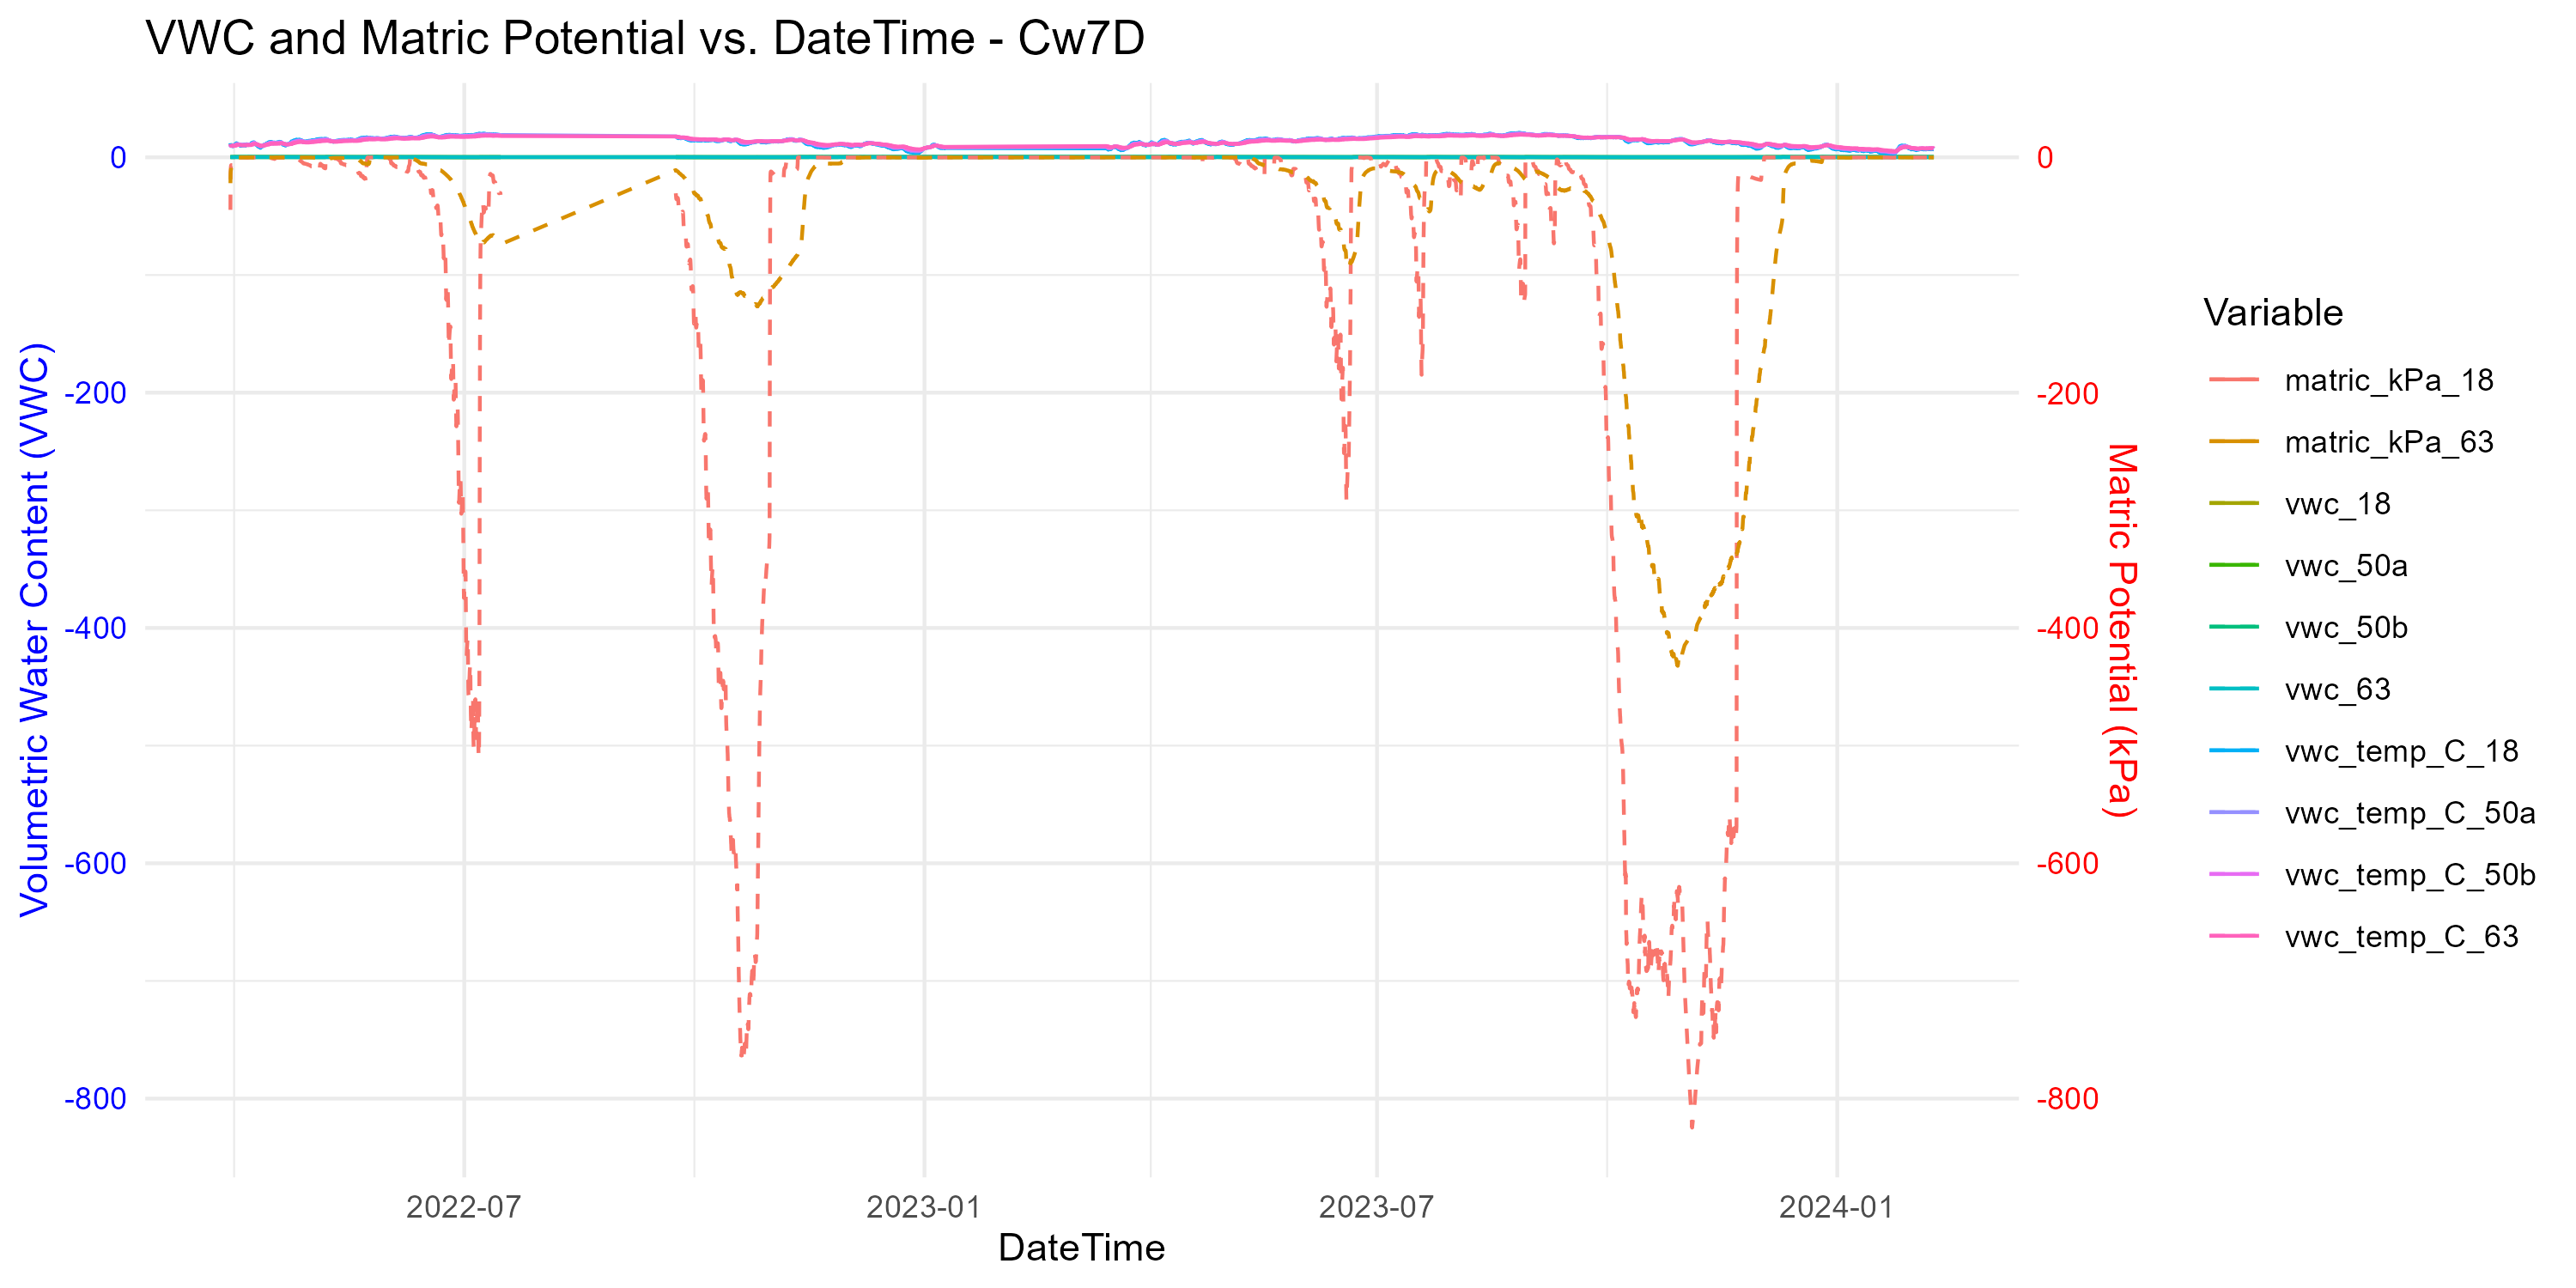 VWC and Matric Potential vs. DateTime - Cw7D
Volumetric Water Content (VWC)
0
-200
-400
-600
-800
0
-200
-400
-600
-800
Matric Potential (kPa)
2022-07
2023-01
2023-07
2024-01
DateTime
Variable
matric_kPa_18
matric_kPa_63
vwc_18
vwc_50a
vwc_50b
vwc_63
vwc_temp_C_18
vwc_temp_C_50a
vwc_temp_C_50b
vwc_temp_C_63